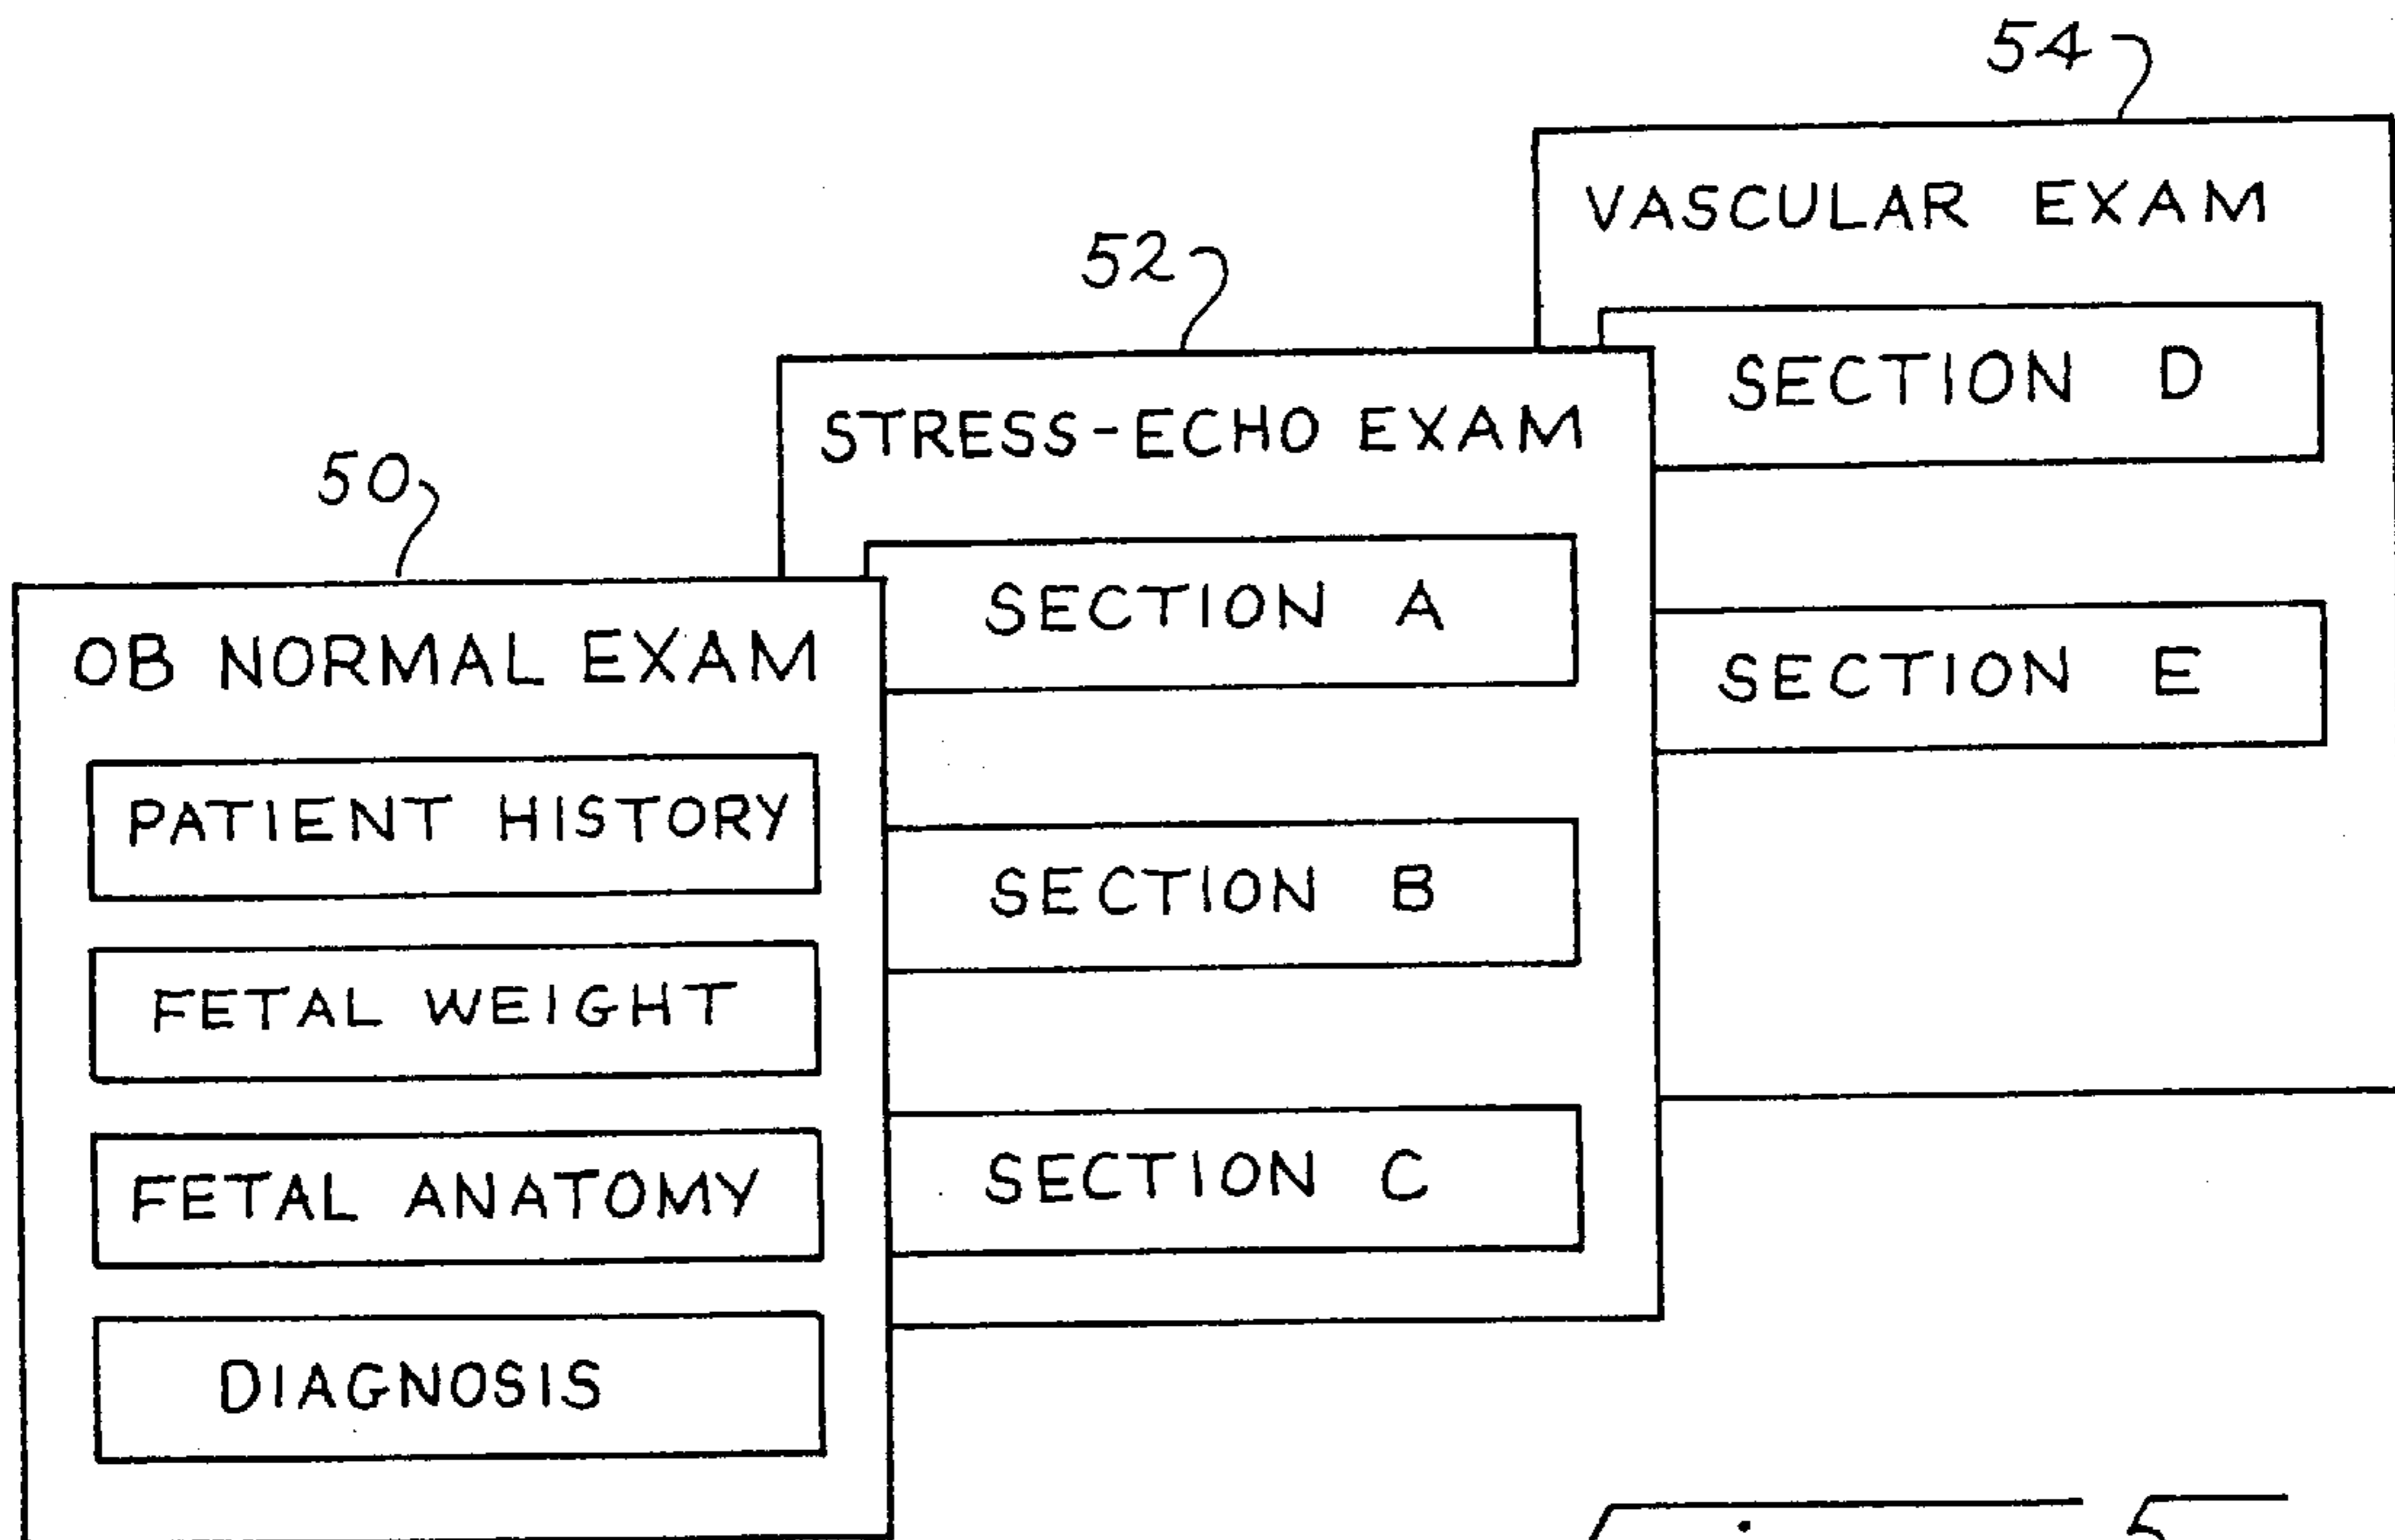 54
VASCULAR EXAM
SECTION D
SECTION E
52
STRESS-ECHO EXAM
SECTION A
SECTION B
SECTION C
50
OB NORMAL EXAM
PATIENT HISTORY
FETAL WEIGHT
FETAL ANATOMY
DIAGNOSIS